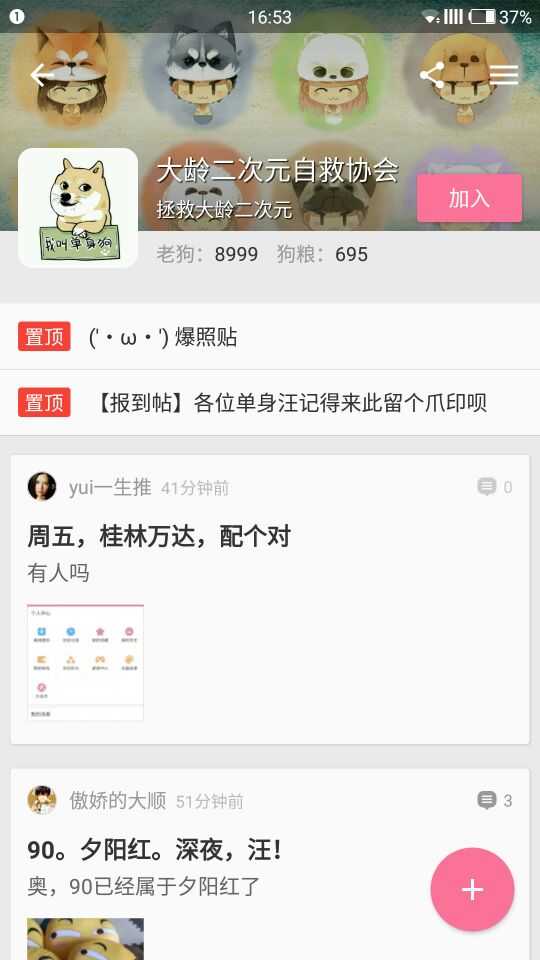 16:53
37%
大龄二次元自救协会
拯救大龄二次元
加入
我叫单身狗
老狗：8999 狗粮：695
置顶 ('・ω・') 爆照贴
置顶 【报到帖】各位单身汪记得来此留个爪印呗
yui一生推 41分钟前 0
周五，桂林万达，配个对
有人吗
个人中心
傲娇的大顺 51分钟前 3
90。夕阳红。深夜，汪！
奥，90已经属于夕阳红了